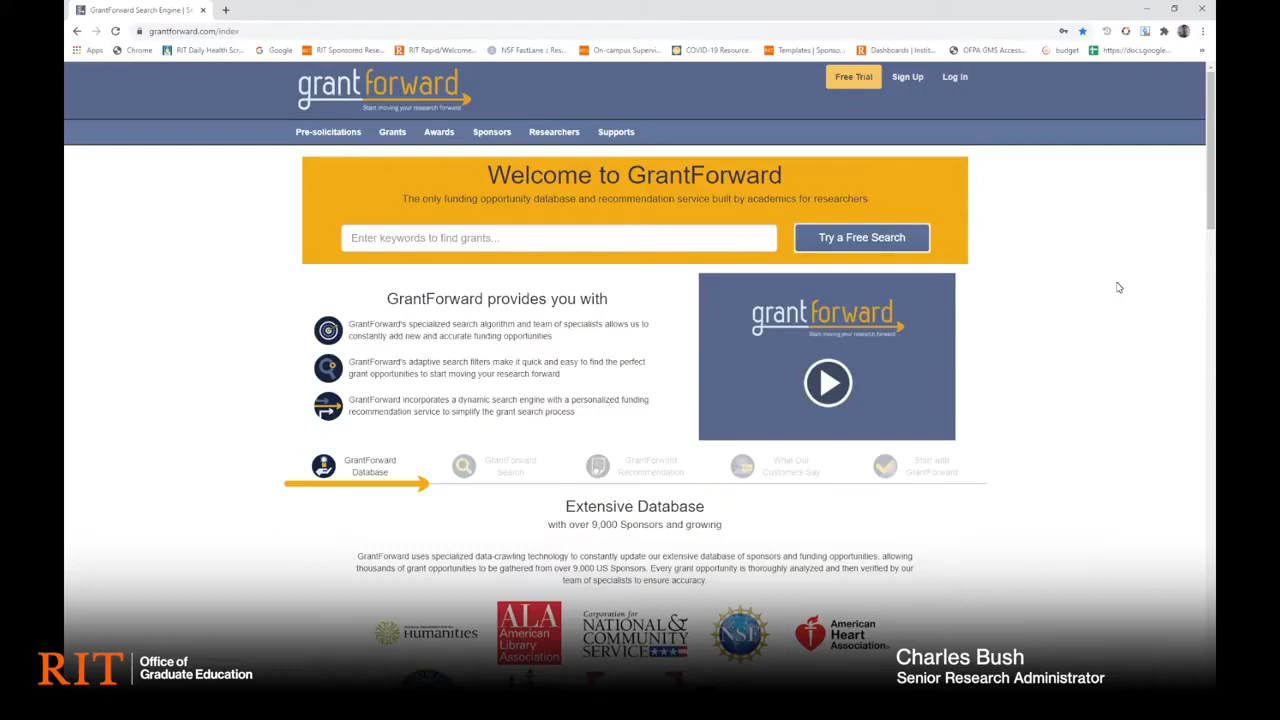 GrantForward Search Engine | S
grantforward.com/index
Apps
Chrome
RIT Daily Health Scr...
Google
RIT Sponsored Rese...
RIT Rapid/Welcome...
NSF FastLane :: Res...
On-campus Supervi...
COVID-19 Resource...
Templates | Sponso...
Dashboards | Instit...
OFPA GMS Access...
budget
https://docs.google...
grantforward
Start moving your research forward
Free Trial
Sign Up
Log In
Pre-solicitations
Grants
Awards
Sponsors
Researchers
Supports
Welcome to GrantForward
The only funding opportunity database and recommendation service built by academics for researchers
Enter keywords to find grants...
Try a Free Search
GrantForward provides you with
GrantForward's specialized search algorithm and team of specialists allows us to
constantly add new and accurate funding opportunities
GrantForward's adaptive search filters make it quick and easy to find the perfect
grant opportunities to start moving your research forward
GrantForward incorporates a dynamic search engine with a personalized funding
recommendation service to simplify the grant search process
grantforward
Start moving your research forward
GrantForward
Database
GrantForward
Search
GrantForward
Recommendation
What Our
Customers Say
Start with
GrantForward
Extensive Database
with over 9,000 Sponsors and growing
GrantForward uses specialized data-crawling technology to constantly update our extensive database of sponsors and funding opportunities, allowing
thousands of grant opportunities to be gathered from over 9,000 US Sponsors. Every grant opportunity is thoroughly analyzed and then verified by our
team of specialists to ensure accuracy.
HUMANITIES
ALA
American
Library
Association
Corporation for
NATIONAL &
COMMUNITY
SERVICE
NSF
American
Heart
Association
RIT
Office of
Graduate Education
Charles Bush
Senior Research Administrator